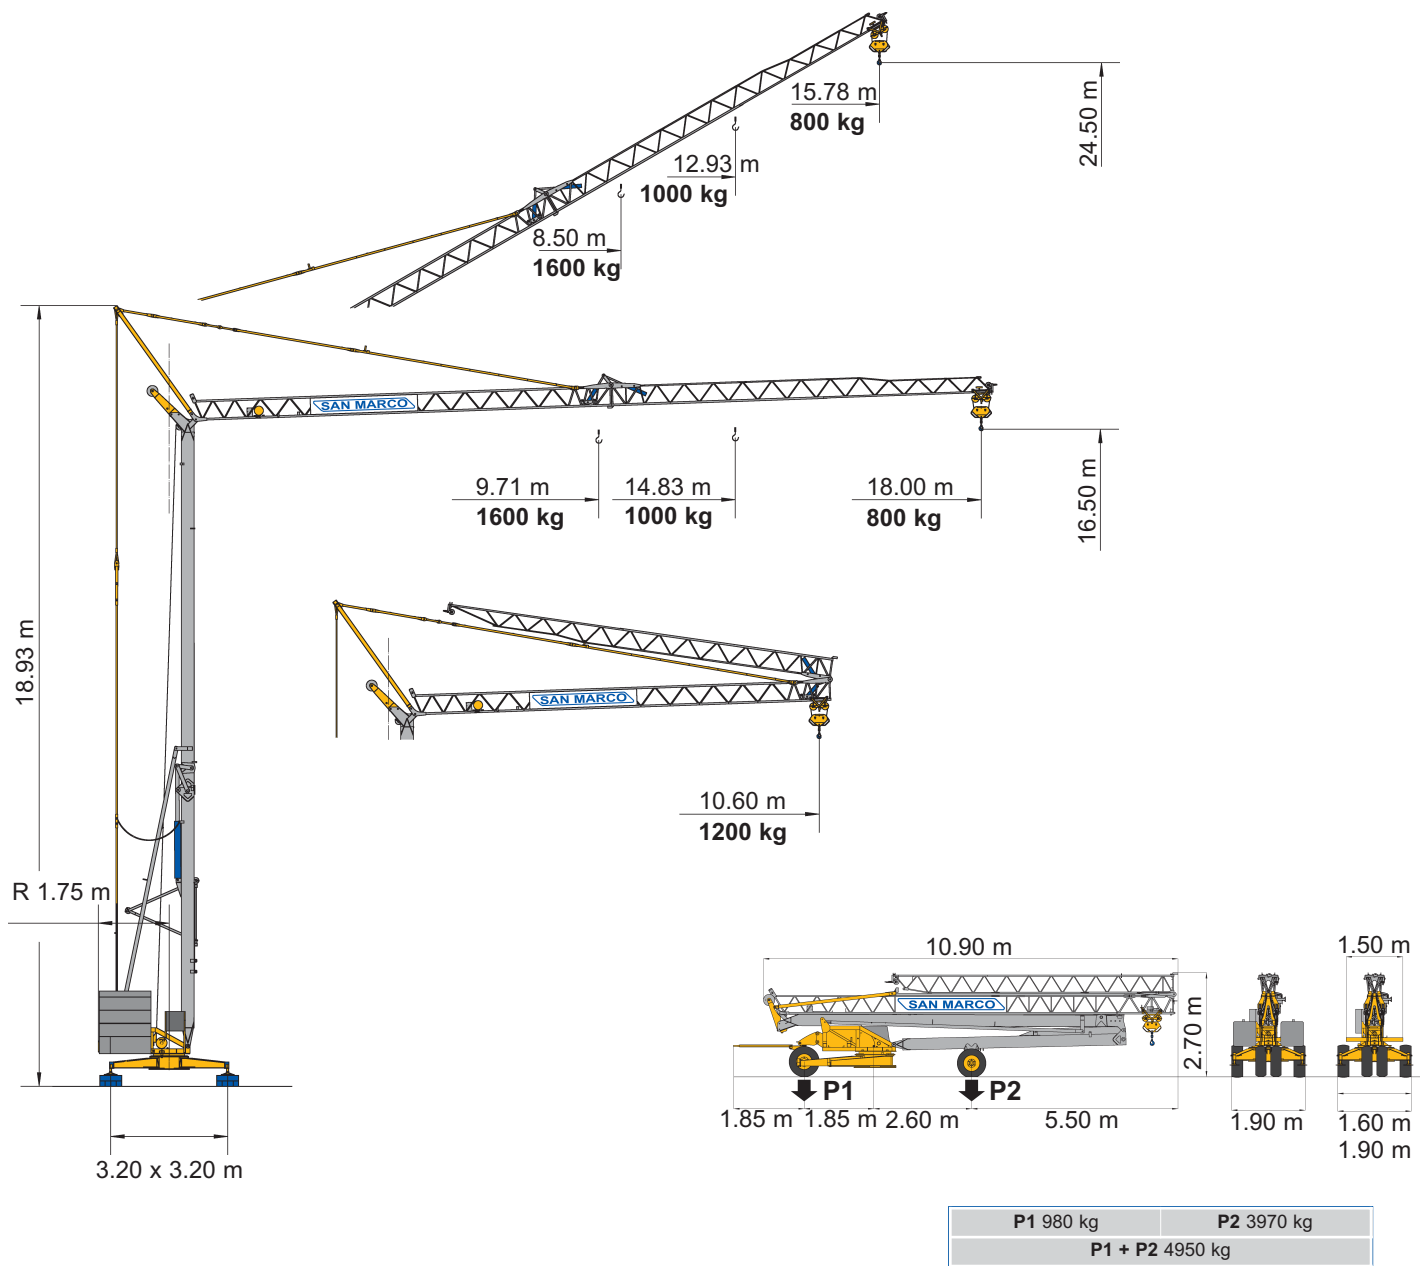 15.78 m
800 kg
24.50 m
12.93 m
1000 kg
8.50 m
1600 kg
SAN MARCO
9.71 m
1600 kg
14.83 m
1000 kg
18.00 m
800 kg
16.50 m
18.93 m
SAN MARCO
10.60 m
1200 kg
R 1.75 m
3.20 x 3.20 m
10.90 m
SAN MARCO
2.70 m
P1
P2
1.85 m
1.85 m
2.60 m
5.50 m
1.90 m
1.50 m
1.60 m
1.90 m
P1 980 kg
P2 3970 kg
P1 + P2 4950 kg